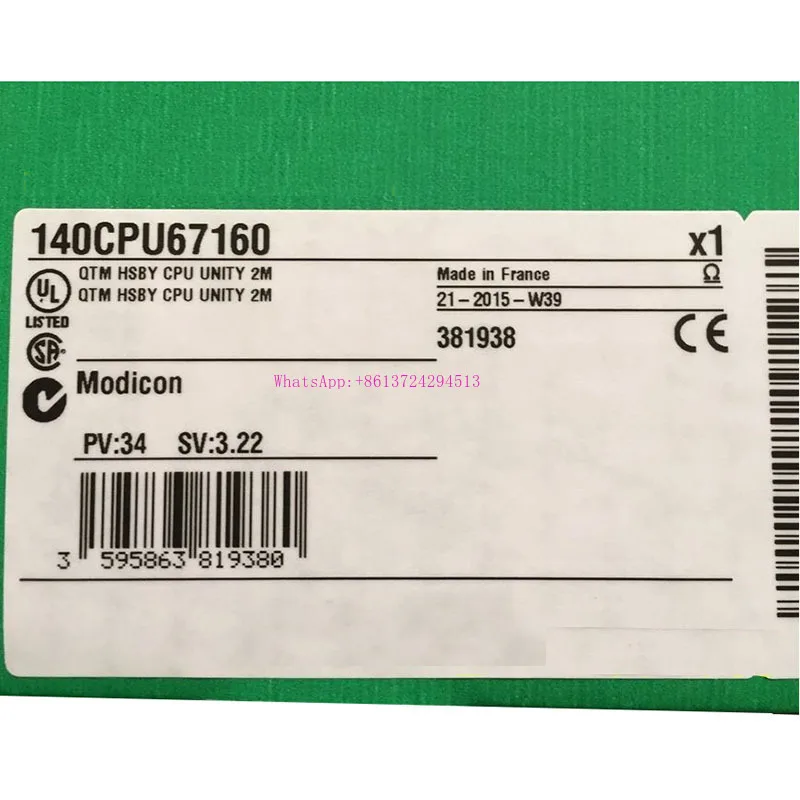 140CPU67160 x1
QTM HSBY CPU UNITY 2M
QTM HSBY CPU UNITY 2M
Made in France Ω
21-2015-W39
UL
LISTED
381938 CE
SA
Modicon
WhatsApp:+8613724294513
PV:34 SV:3.22
3 595863 819380